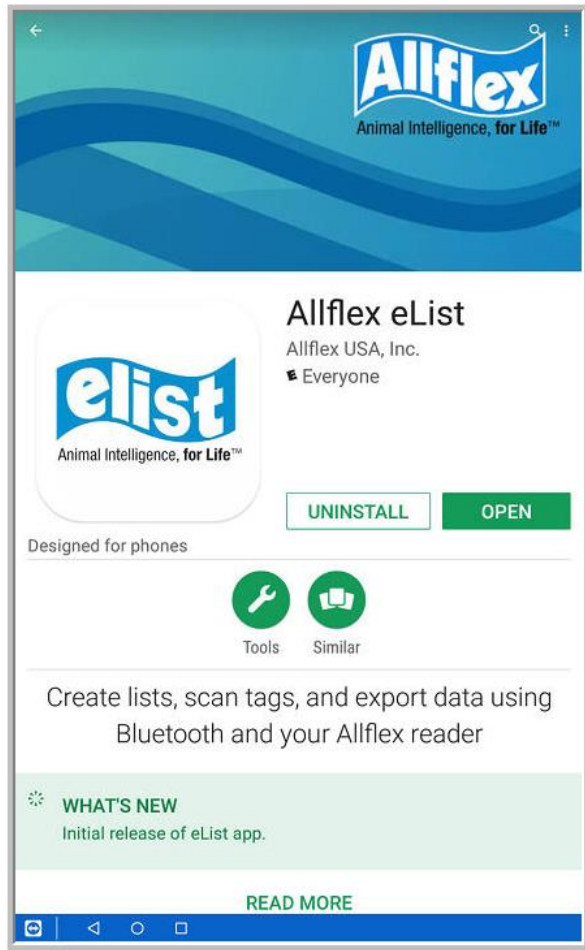 Allflex
Animal Intelligence, for Life™
elist
Animal Intelligence, for Life™
Allflex eList
Allflex USA, Inc.
E Everyone
UNINSTALL
OPEN
Designed for phones
Tools
Similar
Create lists, scan tags, and export data using
Bluetooth and your Allflex reader
WHAT'S NEW
Initial release of eList app.
READ MORE